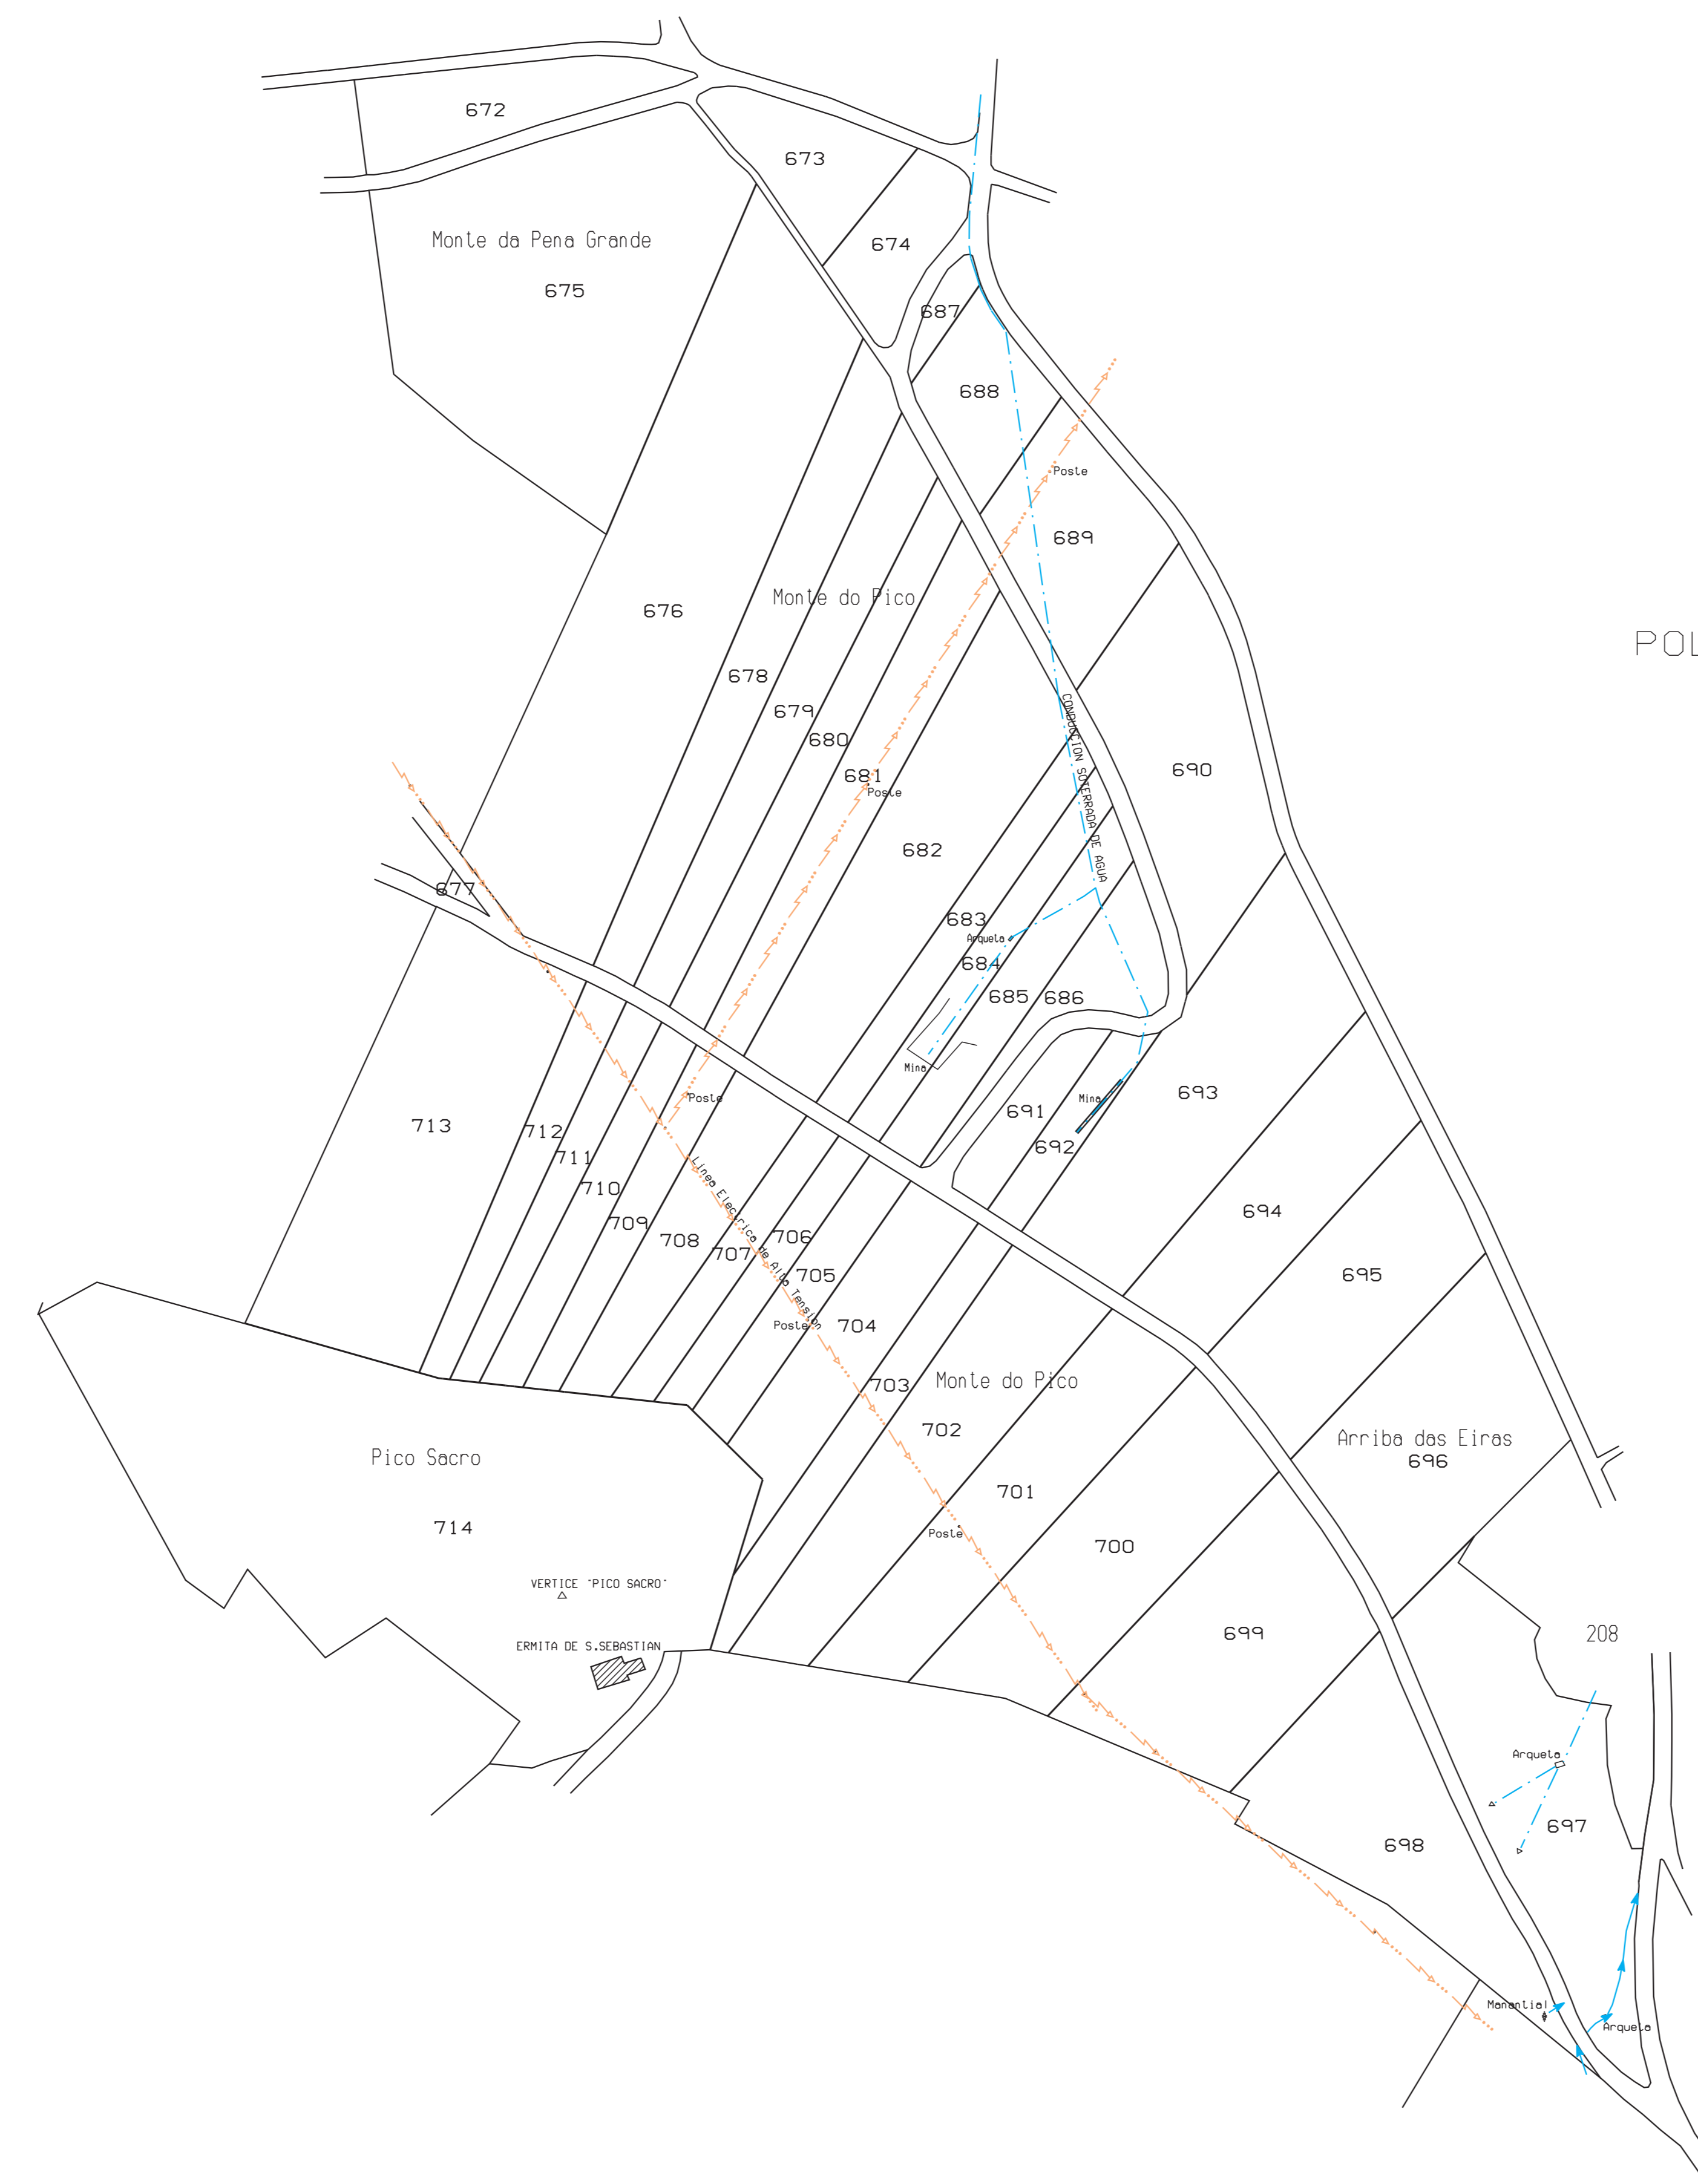 672
673
Monte da Pena Grande
674
675
687
688
Poste
689
Monte do Pico
676
POL
678
679
680
690
681
Poste
682
CONDUCCION SOTERRADA DE AGUA
677
683
Arqueta
684
685
686
Mina
691
Mina
693
Poste
713
712
692
711
710
709
Linea Electrica de Alta Tension
694
708
707
706
705
695
Poste
704
703
Monte do Pico
702
Arriba das Eiras
696
Pico Sacro
701
714
Poste
700
VERTICE "PICO SACRO"
699
208
ERMITA DE S.SEBASTIAN
Arqueta
697
698
Manantial
Arqueta